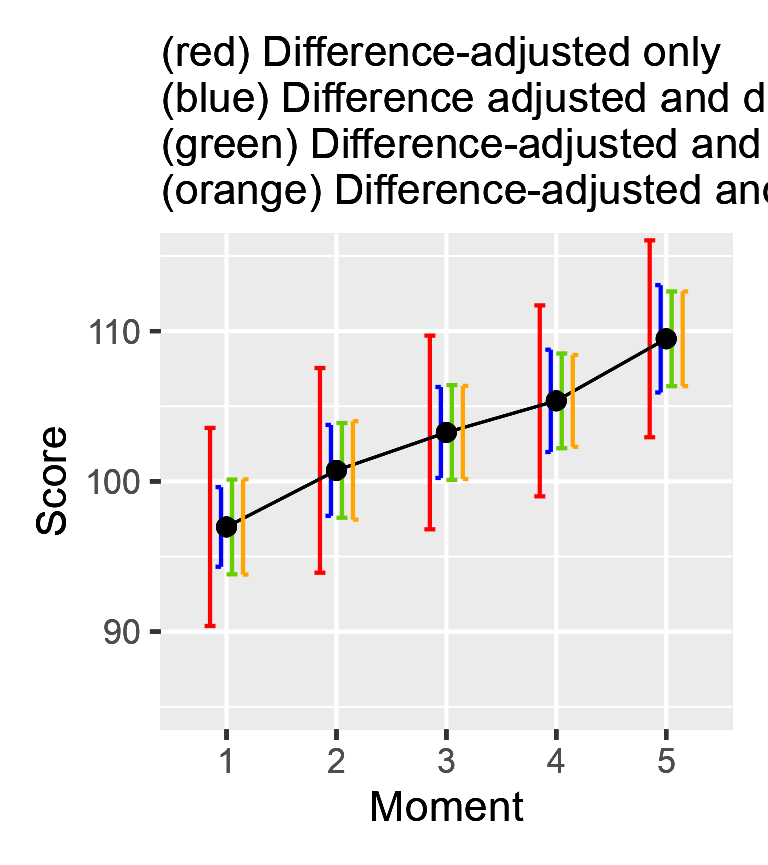 (red) Difference-adjusted only
(blue) Difference adjusted and d
(green) Difference-adjusted and
(orange) Difference-adjusted and
110
100
90
Score
1 2 3 4 5
Moment